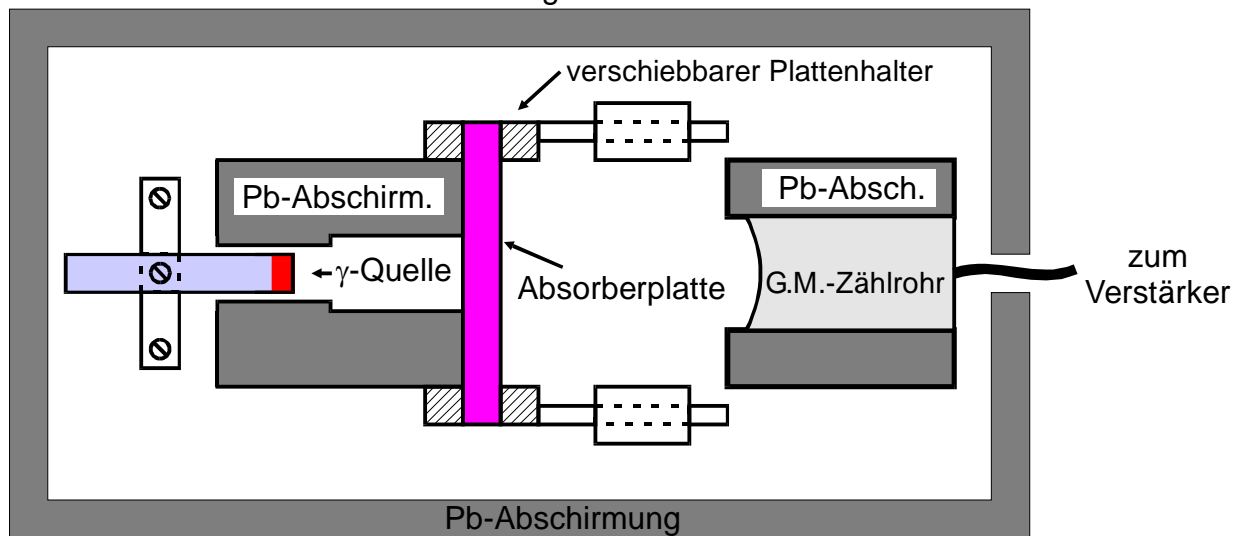 verschiebbarer Plattenhalter
Pb-Abschirm.
Pb-Absch.
γ-Quelle
Absorberplatte
G.M.-Zählrohr
zum
Verstärker
Pb-Abschirmung